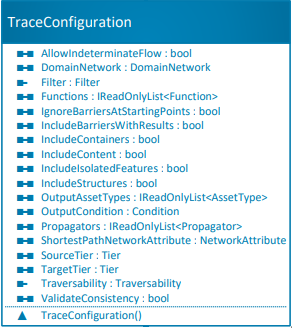 TraceConfiguration
AllowIndeterminateFlow : bool
DomainNetwork : DomainNetwork
Filter : Filter
Functions : IReadOnlyList<Function>
IgnoreBarriersAtStartingPoints : bool
IncludeBarriersWithResults : bool
IncludeContainers : bool
IncludeContent : bool
IncludeIsolatedFeatures : bool
IncludeStructures : bool
OutputAssetTypes : IReadOnlyList<AssetType>
OutputCondition : Condition
Propagators : IReadOnlyList<Propagator>
ShortestPathNetworkAttribute : NetworkAttribute
SourceTier : Tier
TargetTier : Tier
Traversability : Traversability
ValidateConsistency : bool
TraceConfiguration()